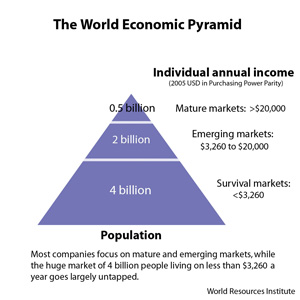 The World Economic Pyramid
Individual annual income
(2005 USD in Purchasing Power Parity)
0.5 billion
Mature markets: >$20,000
2 billion
Emerging markets:
$3,260 to $20,000
4 billion
Survival markets:
<$3,260
Population
Most companies focus on mature and emerging markets, while
the huge market of 4 billion people living on less than $3,260 a
year goes largely untapped.
World Resources Institute